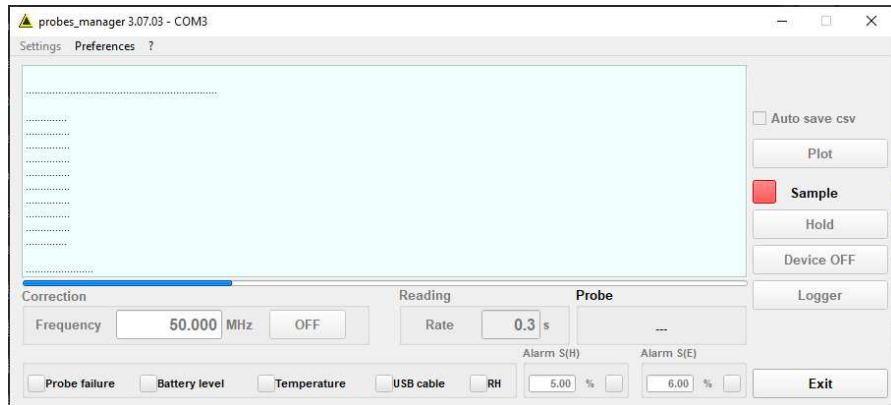 probes_manager 3.07.03 - COM3
Settings Preferences ?
................................................................
..............
..............
..............
..............
..............
..............
..............
..............
..............
..............
.......................
Auto save csv
Plot
Sample
Hold
Device OFF
Logger
Correction
Frequency 50.000 MHz OFF
Reading
Rate 0.3 s
Probe
---
Probe failure Battery level Temperature USB cable RH
Alarm S(H)
5.00 %
Alarm S(E)
6.00 %
Exit